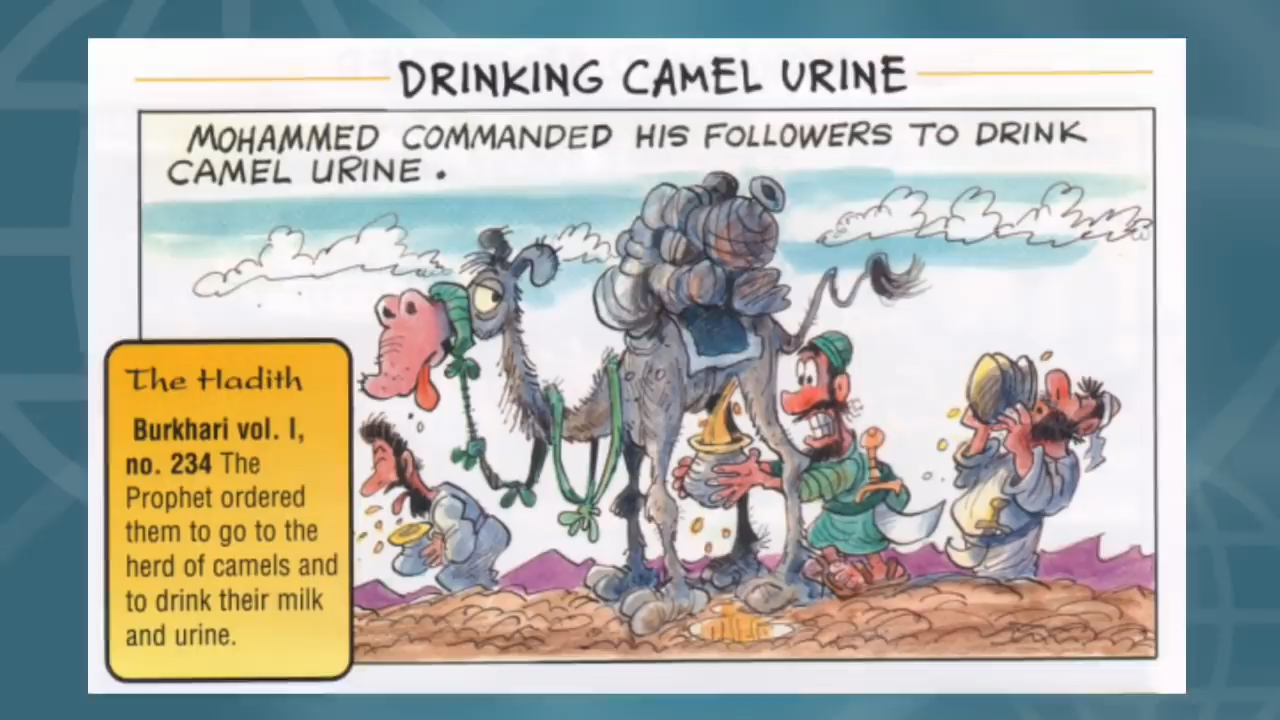 DRINKING CAMEL URINE
MOHAMMED COMMANDED HIS FOLLOWERS TO DRINK
CAMEL URINE.
The Hadith
Burkhari vol. I,
no. 234 The
Prophet ordered
them to go to the
herd of camels and
to drink their milk
and urine.